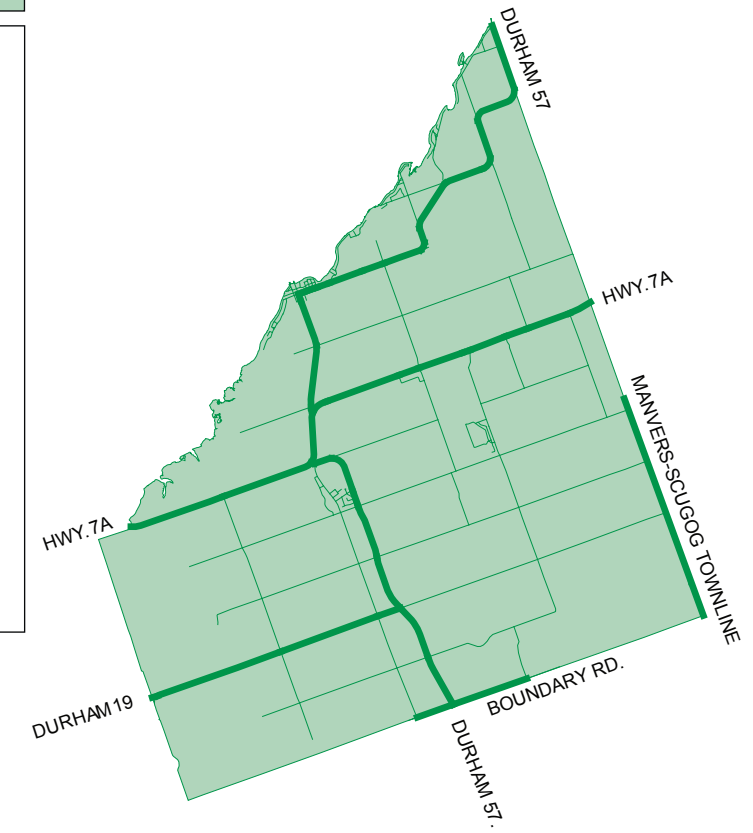 DURHAM 57
HWY.7A
MANVERS-SCUGOG TOWNLINE
HWY.7A
DURHAM 19
BOUNDARY RD.
DURHAM 57.